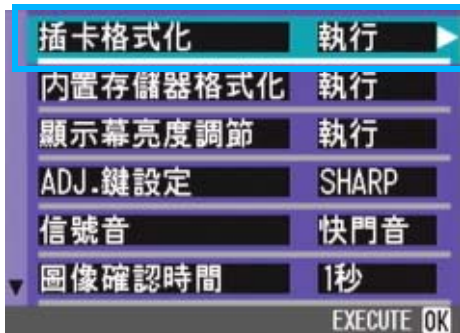 插卡格式化 執行
内置存儲器格式化 執行
顯示幕亮度調節 執行
ADJ.鍵設定 SHARP
信號音 快門音
圖像確認時間 1秒
EXECUTE OK